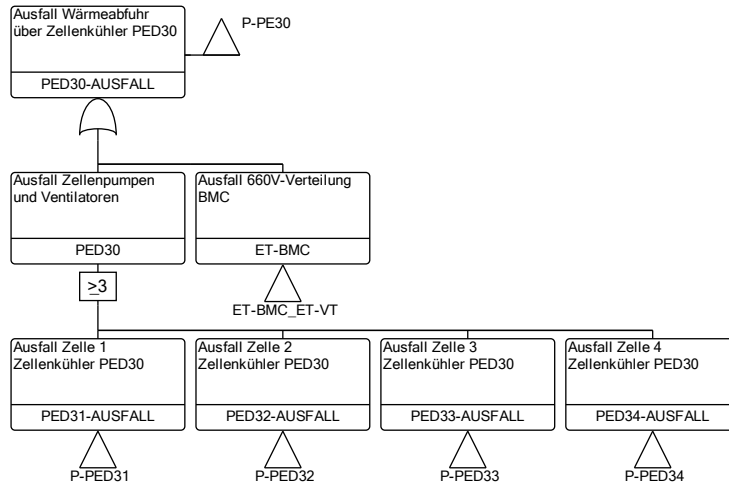 Ausfall Wärmeabfuhr
über Zellenkühler PED30
P-PE30
PED30-AUSFALL
Ausfall Zellenpumpen
und Ventilatoren
Ausfall 660V-Verteilung
BMC
PED30
ET-BMC
≥3
ET-BMC_ET-VT
Ausfall Zelle 1
Zellenkühler PED30
Ausfall Zelle 2
Zellenkühler PED30
Ausfall Zelle 3
Zellenkühler PED30
Ausfall Zelle 4
Zellenkühler PED30
PED31-AUSFALL
PED32-AUSFALL
PED33-AUSFALL
PED34-AUSFALL
P-PED31
P-PED32
P-PED33
P-PED34